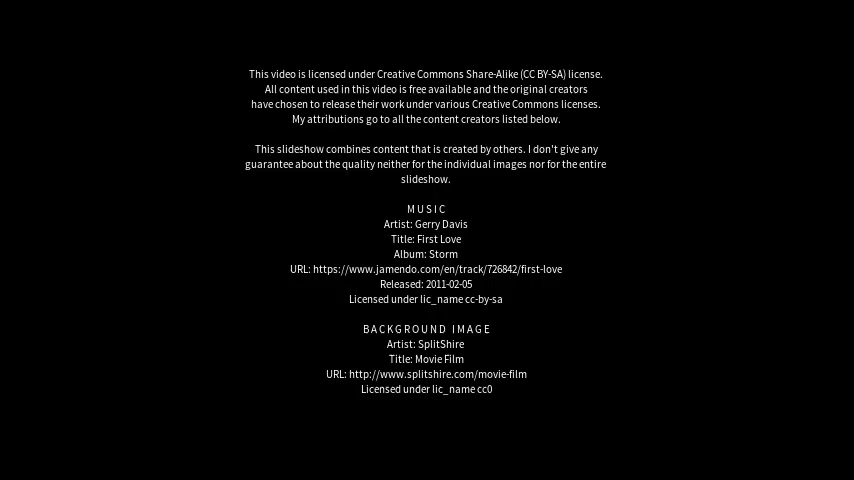 This video is licensed under Creative Commons Share-Alike (CC BY-SA) license.
All content used in this video is free available and the original creators
have chosen to release their work under various Creative Commons licenses.
My attributions go to all the content creators listed below.
This slideshow combines content that is created by others. I don't give any
guarantee about the quality neither for the individual images nor for the entire
slideshow.
MUSIC
Artist: Gerry Davis
Title: First Love
Album: Storm
URL: https://www.jamendo.com/en/track/726842/first-love
Released: 2011-02-05
Licensed under lic_name cc-by-sa
BACKGROUND IMAGE
Artist: SplitShire
Title: Movie Film
URL: http://www.splitshire.com/movie-film
Licensed under lic_name cc0